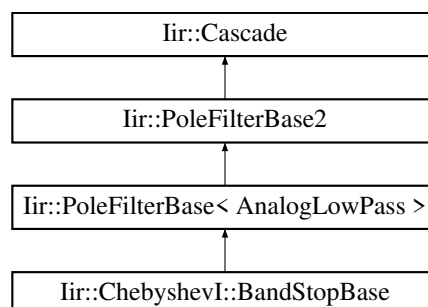 Iir::Cascade
Iir::PoleFilterBase2
Iir::PoleFilterBase< AnalogLowPass >
Iir::ChebyshevI::BandStopBase